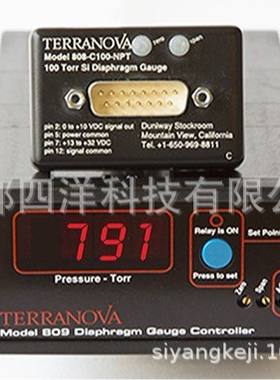 TERRANOVA
zero
span
Model 808-C100-NPT
100 Torr Si Diaphragm Gauge
pin 2: 0 to +10 VDC signal out
pin 5: power common
pin 7: +13 to +32 VDC power
pin 12: signal common
Duniway Stockroom
Mountain View, California
Tel. +1-650-969-8811
C
四洋科技有限
791
Pressure - Torr
Relay is ON
Press to set
Set Point
Zero
Span
TERRANOVA
Model 809 Diaphragm Gauge Controller
siyangkeji.1